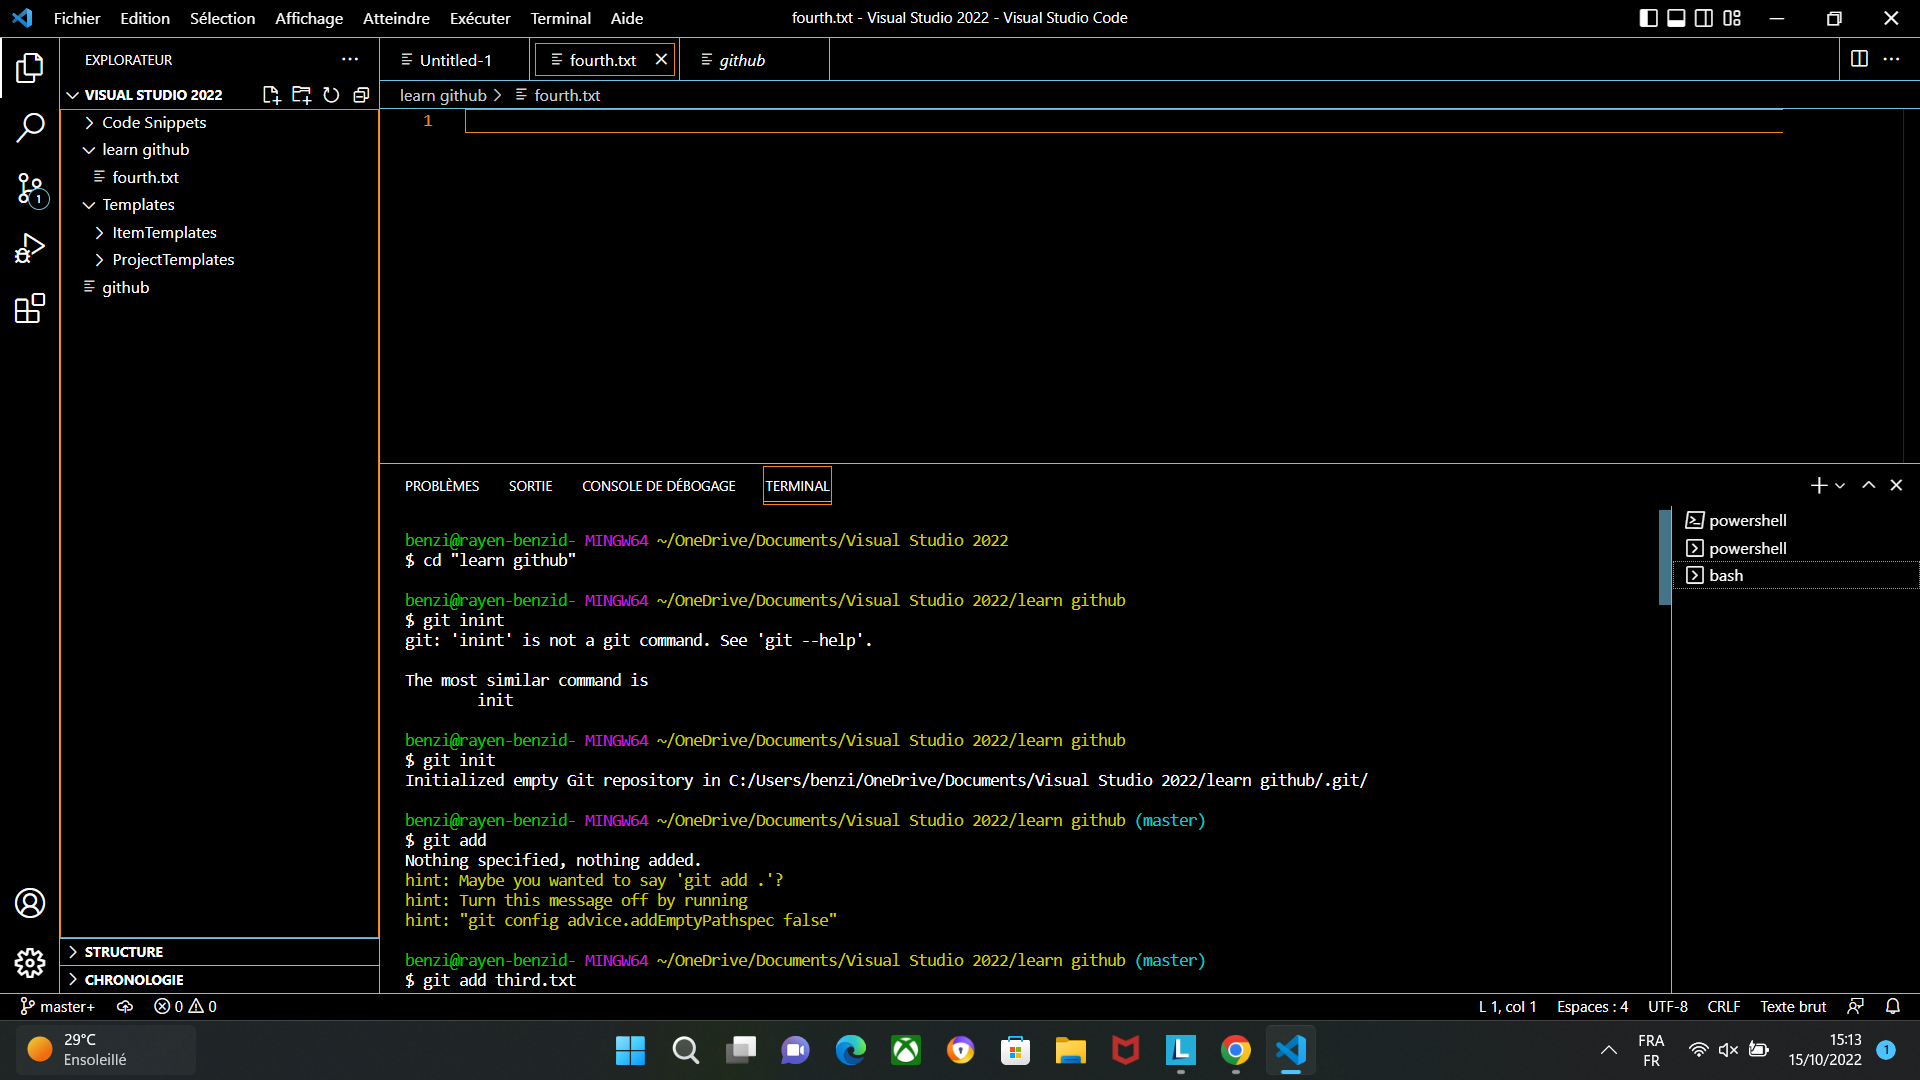 Fichier Edition Sélection Affichage Atteindre Exécuter Terminal Aide
fourth.txt - Visual Studio 2022 - Visual Studio Code
EXPLORATEUR
Untitled-1
fourth.txt
github
VISUAL STUDIO 2022
learn github
fourth.txt
1
Code Snippets
learn github
fourth.txt
Templates
ItemTemplates
ProjectTemplates
github
1
PROBLÈMES SORTIE CONSOLE DE DÉBOGAGE TERMINAL
benzi@rayen-benzid- MINGW64 ~/OneDrive/Documents/Visual Studio 2022
$ cd "learn github"
benzi@rayen-benzid- MINGW64 ~/OneDrive/Documents/Visual Studio 2022/learn github
$ git inint
git: 'inint' is not a git command. See 'git --help'.
The most similar command is
init
benzi@rayen-benzid- MINGW64 ~/OneDrive/Documents/Visual Studio 2022/learn github
$ git init
Initialized empty Git repository in C:/Users/benzi/OneDrive/Documents/Visual Studio 2022/learn github/.git/
benzi@rayen-benzid- MINGW64 ~/OneDrive/Documents/Visual Studio 2022/learn github (master)
$ git add
Nothing specified, nothing added.
hint: Maybe you wanted to say 'git add .'?
hint: Turn this message off by running
hint: "git config advice.addEmptyPathspec false"
benzi@rayen-benzid- MINGW64 ~/OneDrive/Documents/Visual Studio 2022/learn github (master)
$ git add third.txt
powershell
powershell
bash
STRUCTURE
CHRONOLOGIE
master+ 0 0
L 1, col 1 Espaces : 4 UTF-8 CRLF Texte brut
29°C
Ensoleillé
L
FRA
FR
15:13
15/10/2022
1